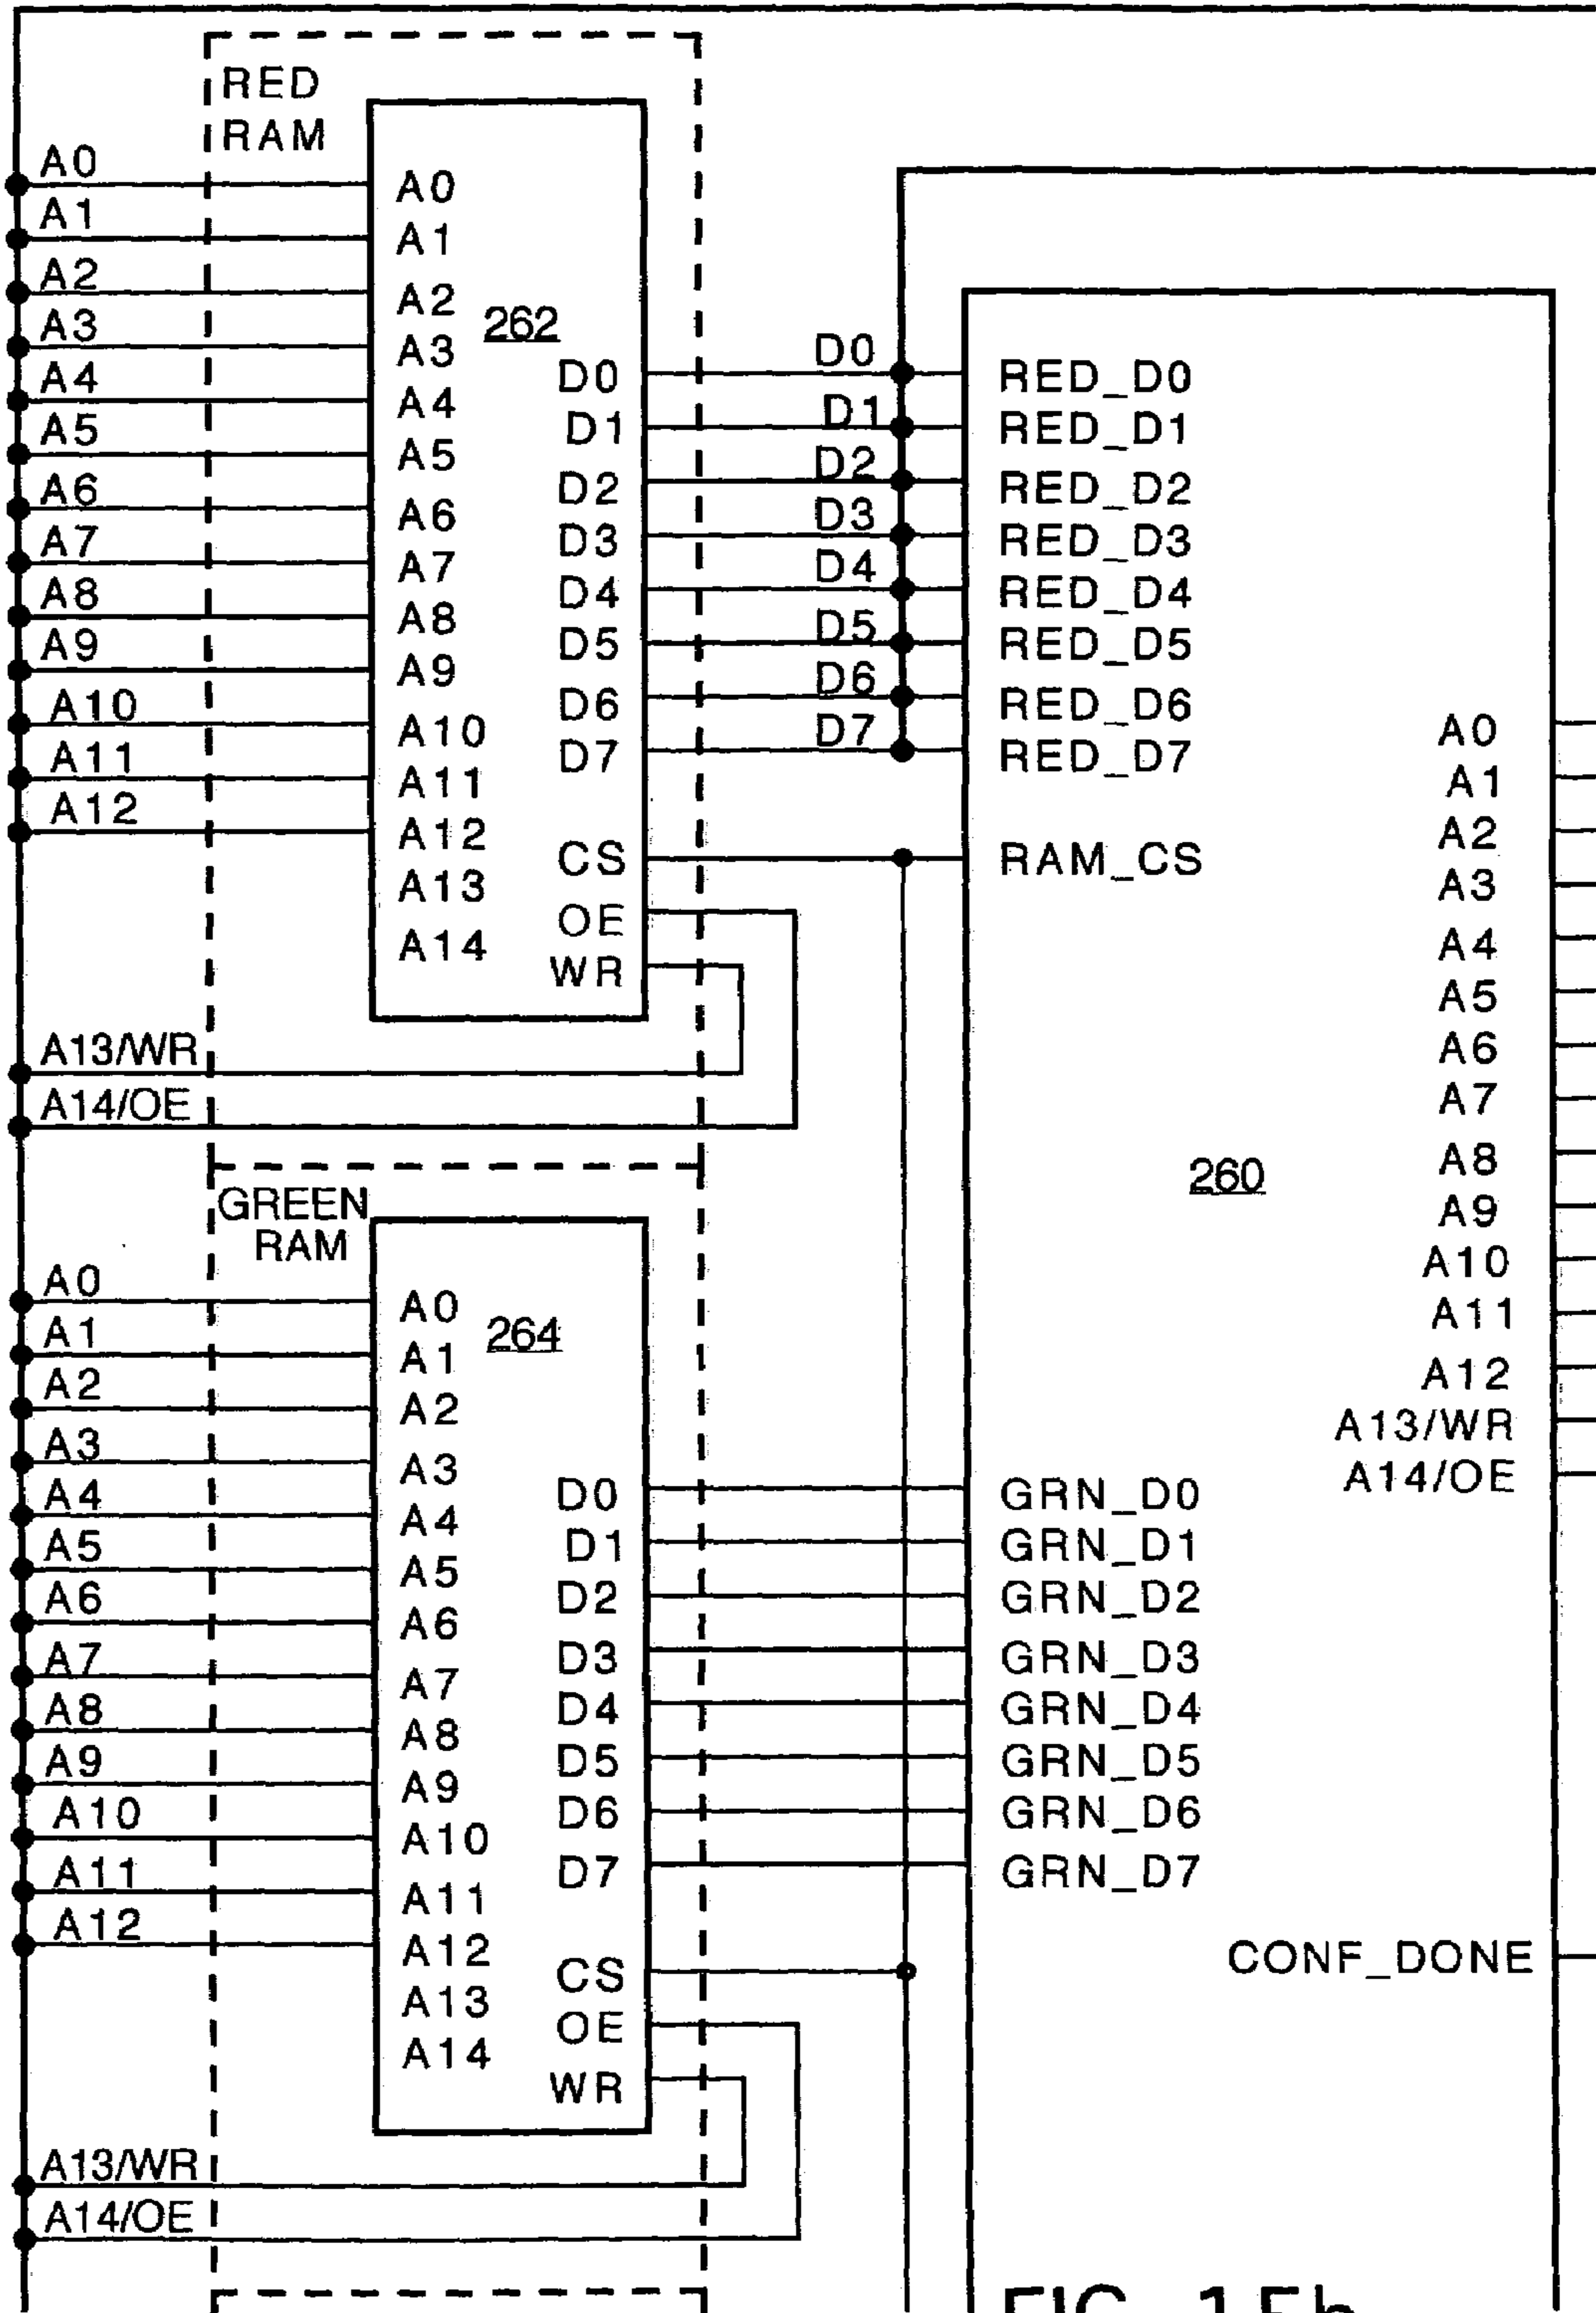 RED
RAM
A0
A1
A2
A3
A4
A5
A6
A7
A8
A9
A10
A11
A12
A13/WR
A14/OE
A0
A1
A2
A3
A4
A5
A6
A7
A8
A9
A10
A11
A12
A13
A14
262
D0
D1
D2
D3
D4
D5
D6
D7
CS
OE
WR
D0
D1
D2
D3
D4
D5
D6
D7
RED_D0
RED_D1
RED_D2
RED_D3
RED_D4
RED_D5
RED_D6
RED_D7
RAM_CS
GREEN
RAM
A0
A1
A2
A3
A4
A5
A6
A7
A8
A9
A10
A11
A12
A13/WR
A14/OE
A0
A1
A2
A3
A4
A5
A6
A7
A8
A9
A10
A11
A12
A13
A14
264
D0
D1
D2
D3
D4
D5
D6
D7
CS
OE
WR
GRN_D0
GRN_D1
GRN_D2
GRN_D3
GRN_D4
GRN_D5
GRN_D6
GRN_D7
260
A0
A1
A2
A3
A4
A5
A6
A7
A8
A9
A10
A11
A12
A13/WR
A14/OE
CONF_DONE